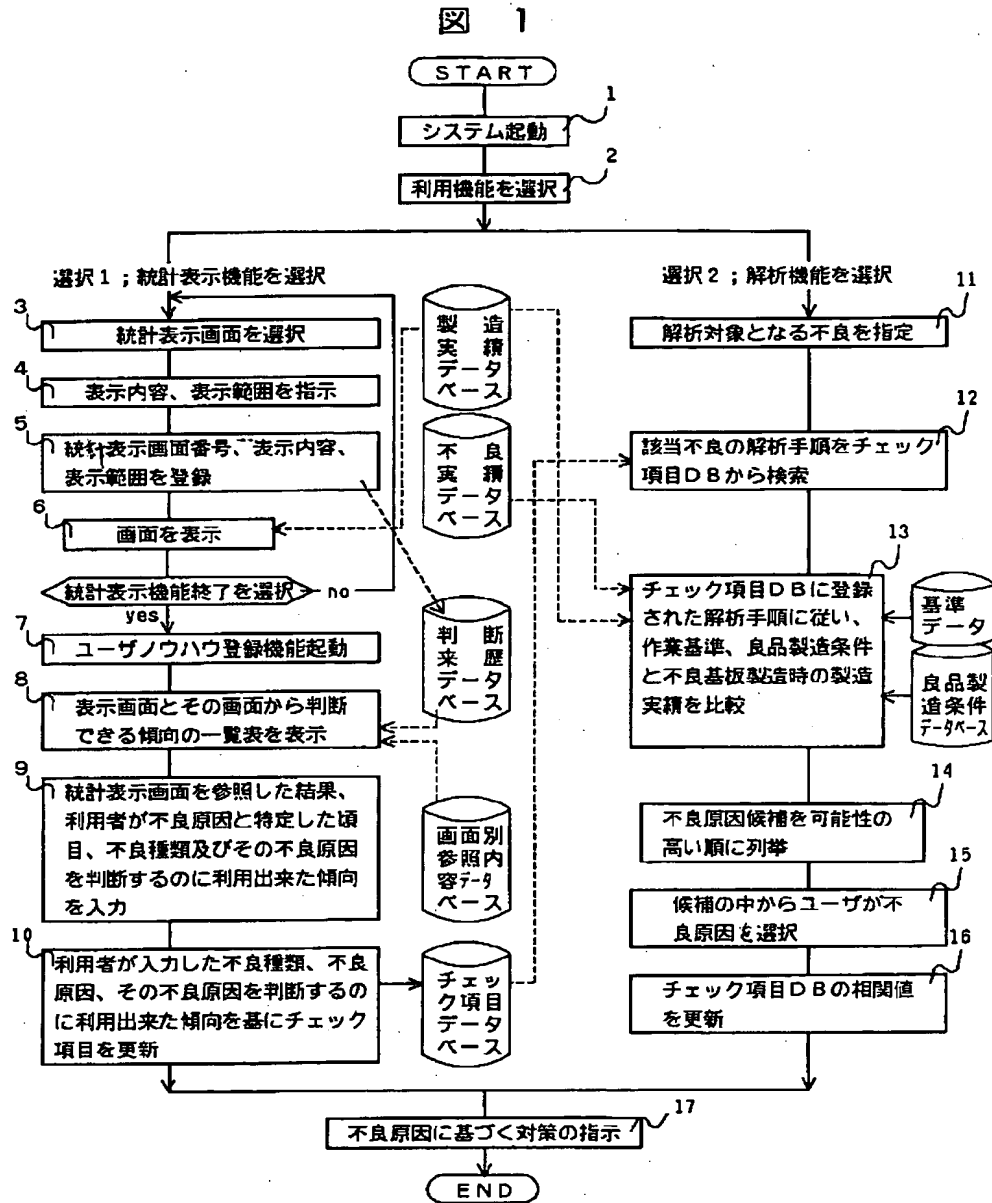 図 1
START
1
システム起動
2
利用機能を選択
選択1;統計表示機能を選択
3
統計表示画面を選択
4
表示内容、表示範囲を指示
5
統計表示画面番号、表示内容、
表示範囲を登録
6
画面を表示
統計表示機能終了を選択
no
yes
7
ユーザノウハウ登録機能起動
8
表示画面とその画面から判断
できる傾向の一覧表を表示
9
統計表示画面を参照した結果、
利用者が不良原因と特定した項
目、不良種類及びその不良原因
を判断するのに利用出来た傾向
を入力
10
利用者が入力した不良種類、不良
原因、その不良原因を判断するの
に利用出来た傾向を基にチェック
項目を更新
製造
実績
データ
ベース
不良
実績
データ
ベース
判断
来歴
データ
ベース
画面別
参照内
容データ
ベース
チェッ
ク項目
データ
ベース
選択2;解析機能を選択
11
解析対象となる不良を指定
12
該当不良の解析手順をチェック
項目DBから検索
13
チェック項目DBに登録
された解析手順に従い、
作業基準、良品製造条件
と不良基板製造時の製造
実績を比較
基準
データ
良品製
造条件
データベース
14
不良原因候補を可能性の
高い順に列挙
15
候補の中からユーザが不
良原因を選択
16
チェック項目DBの相関値
を更新
17
不良原因に基づく対策の指示
END